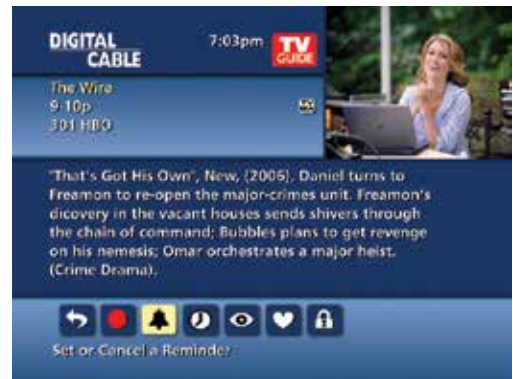 DIGITAL
CABLE
7:03pm
TV
GUIDE
The Wire
9-10p
301 HBO
"That's Got His Own", New, (2006). Daniel turns to
Freamon to re-open the major-crimes unit. Freamon's
dicovery in the vacant houses sends shivers through
the chain of command; Bubbles plans to get revenge
on his nemesis; Omar orchestrates a major heist.
(Crime Drama).
Set or Cancel a Reminder